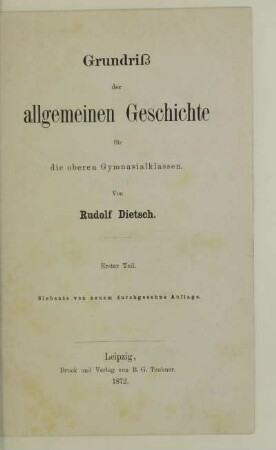 Grundriß
der
allgemeinen Geschichte
für
die oberen Gymnasialklassen.
Von
Rudolf Dietsch.
Erster Teil.
Siebente von neuem durchgesehne Auflage.
Leipzig,
Druck und Verlag von B. G. Teubner.
1872.